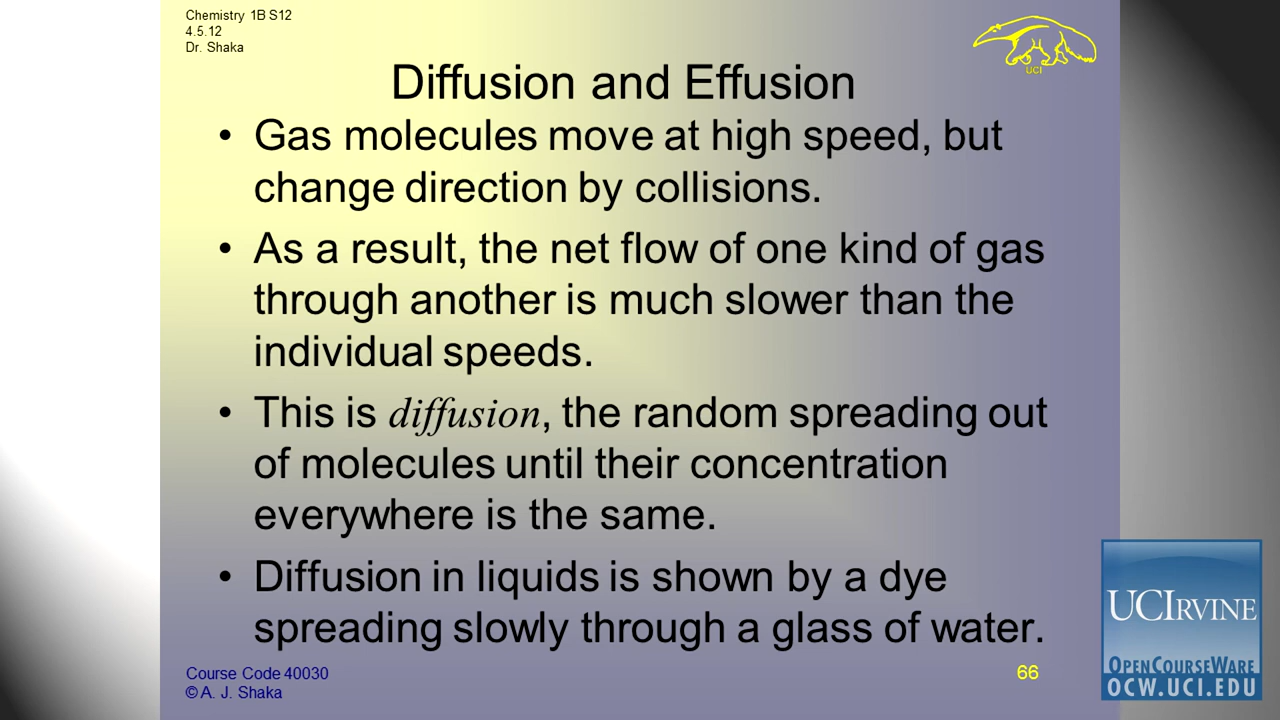 Chemistry 1B S12
4.5.12
Dr. Shaka
UCI
Diffusion and Effusion
• Gas molecules move at high speed, but
change direction by collisions.
• As a result, the net flow of one kind of gas
through another is much slower than the
individual speeds.
• This is diffusion, the random spreading out
of molecules until their concentration
everywhere is the same.
• Diffusion in liquids is shown by a dye
spreading slowly through a glass of water.
Course Code 40030
© A. J. Shaka
66
UCIRVINE
OPENCOURSEWARE
OCW.UCI.EDU